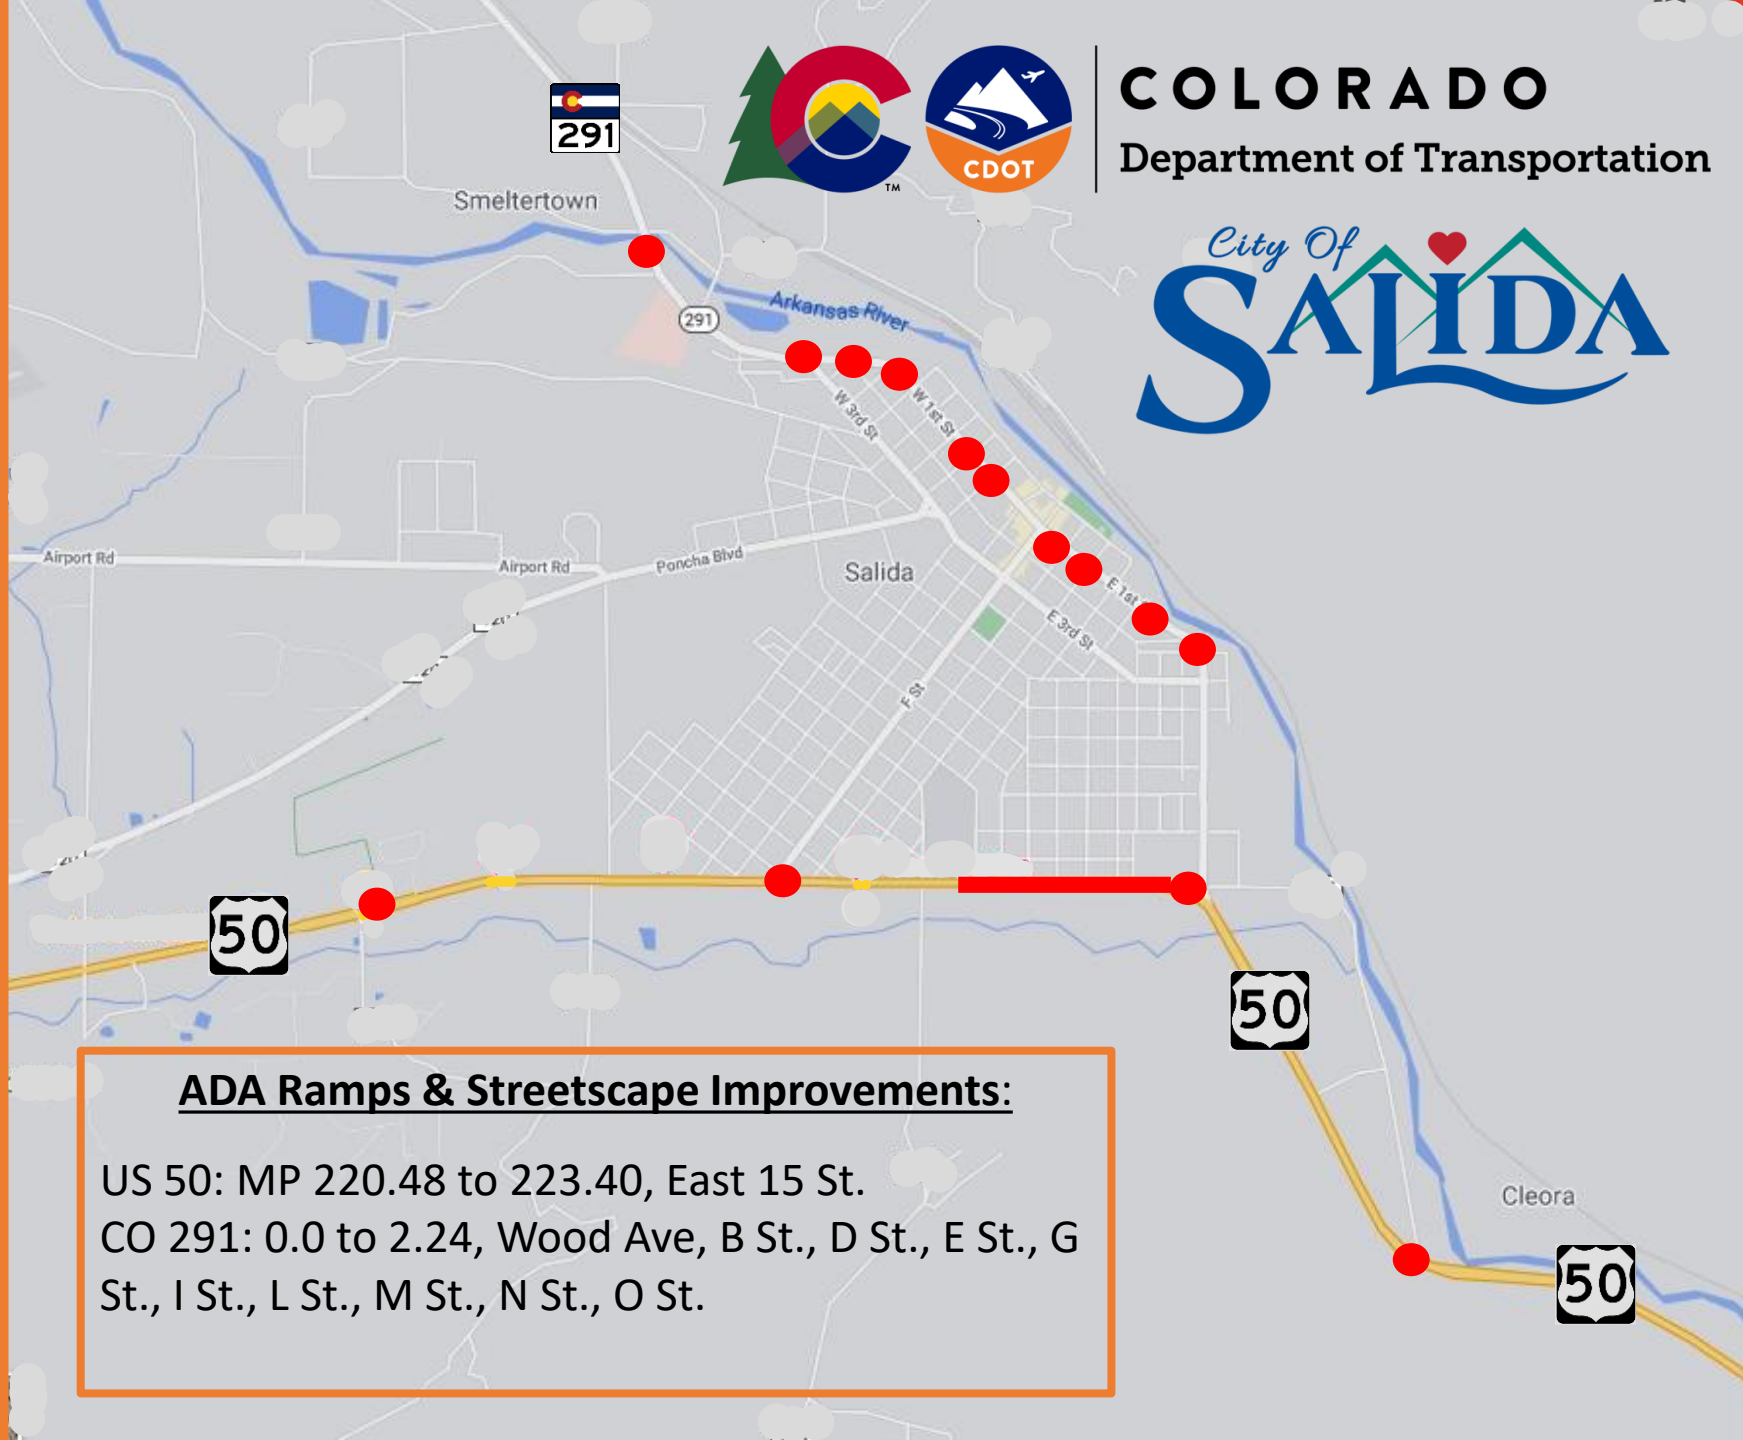 291
COLORADO
Department of Transportation
CDOT
TM
Smeltertown
City Of
SALIDA
Arkansas River
291
W 3rd St
W 1st St
Airport Rd
Airport Rd
Poncha Blvd
Salida
E 1st
E 3rd St
F St
50
50
ADA Ramps & Streetscape Improvements:
US 50: MP 220.48 to 223.40, East 15 St.
CO 291: 0.0 to 2.24, Wood Ave, B St., D St., E St., G
St., I St., L St., M St., N St., O St.
Cleora
50